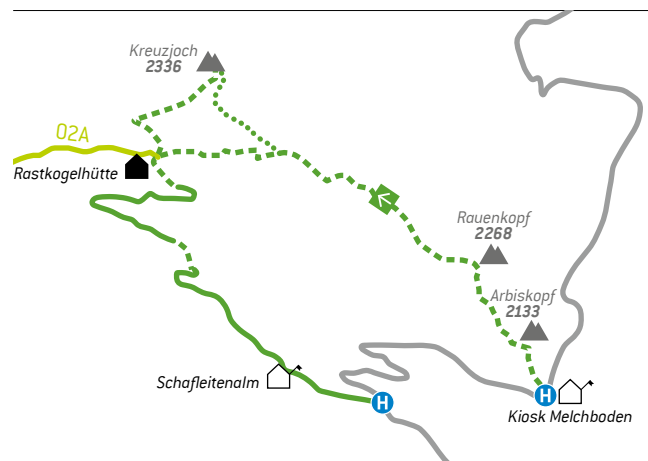 Kreuzjoch
2336
02A
Rastkogelhütte
Rauenkopf
2268
Arbiskopf
2133
Schafleitenalm
H
H
Kiosk Melchboden